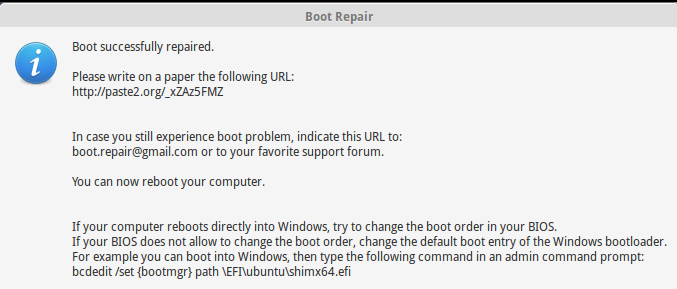 Boot Repair
Boot successfully repaired.
Please write on a paper the following URL:
http://paste2.org/_xZAz5FMZ
In case you still experience boot problem, indicate this URL to:
boot.repair@gmail.com or to your favorite support forum.
You can now reboot your computer.
If your computer reboots directly into Windows, try to change the boot order in your BIOS.
If your BIOS does not allow to change the boot order, change the default boot entry of the Windows bootloader.
For example you can boot into Windows, then type the following command in an admin command prompt:
bcdedit /set {bootmgr} path \EFI\ubuntu\shimx64.efi